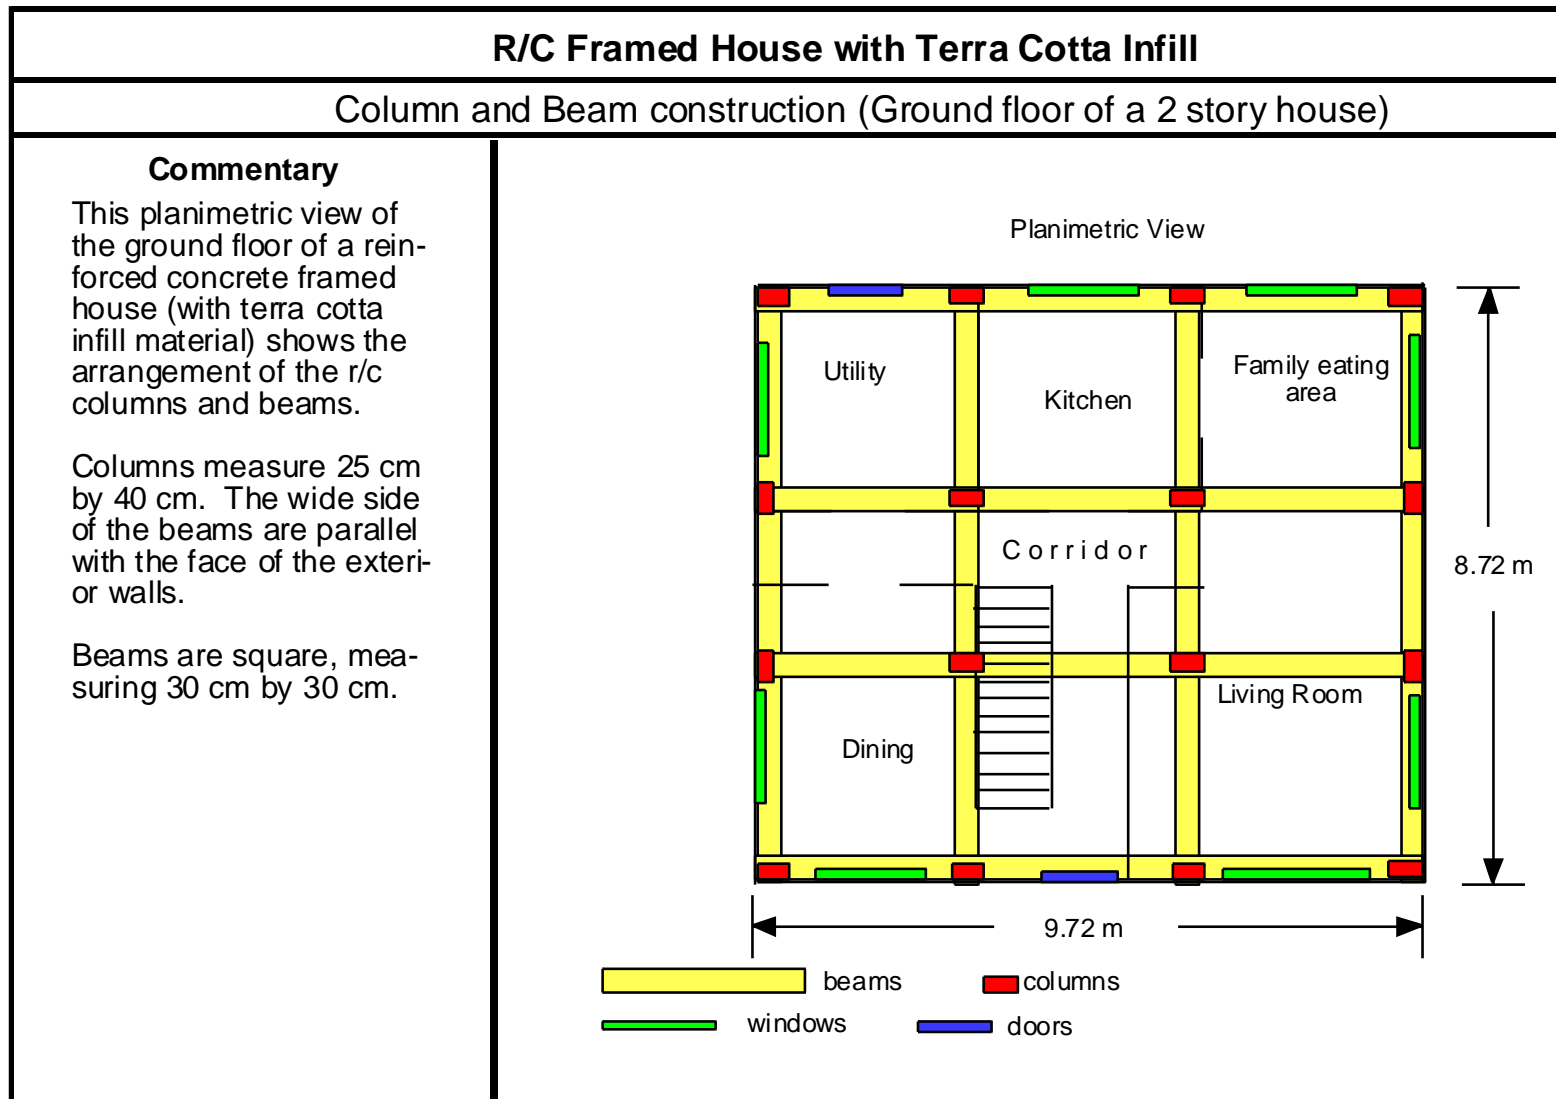 R/C Framed House with Terra Cotta Infill
Column and Beam construction (Ground floor of a 2 story house)
Commentary
This planimetric view of
the ground floor of a rein-
forced concrete framed
house (with terra cotta
infill material) shows the
arrangement of the r/c
columns and beams.
Columns measure 25 cm
by 40 cm. The wide side
of the beams are parallel
with the face of the exteri-
or walls.
Beams are square, mea-
suring 30 cm by 30 cm.
Planimetric View
Utility
Kitchen
Family eating
area
Corridor
8.72 m
Living Room
Dining
9.72 m
beams
columns
windows
doors